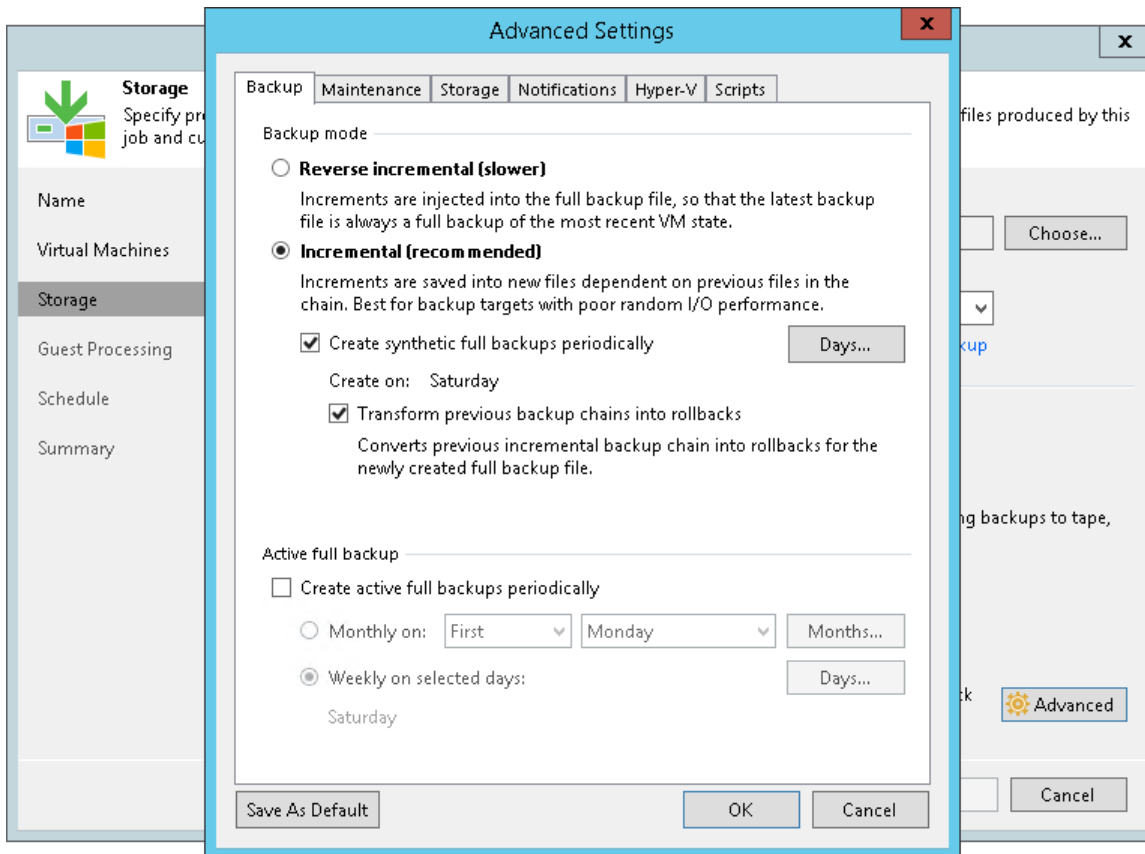 Advanced Settings
x
x
Storage
Specify pr
files produced by this
job and cu
Name
Virtual Machines
Storage
Guest Processing
Schedule
Summary
Backup Maintenance Storage Notifications Hyper-V Scripts
Backup mode
Reverse incremental (slower)
Increments are injected into the full backup file, so that the latest backup
file is always a full backup of the most recent VM state.
Incremental (recommended)
Increments are saved into new files dependent on previous files in the
chain. Best for backup targets with poor random I/O performance.
Create synthetic full backups periodically
Days...
Create on: Saturday
Transform previous backup chains into rollbacks
Converts previous incremental backup chain into rollbacks for the
newly created full backup file.
Active full backup
Create active full backups periodically
Monthly on: First Monday Months...
Weekly on selected days: Days...
Saturday
Save As Default OK Cancel
Choose...
kup
ng backups to tape,
ck
Advanced
Cancel